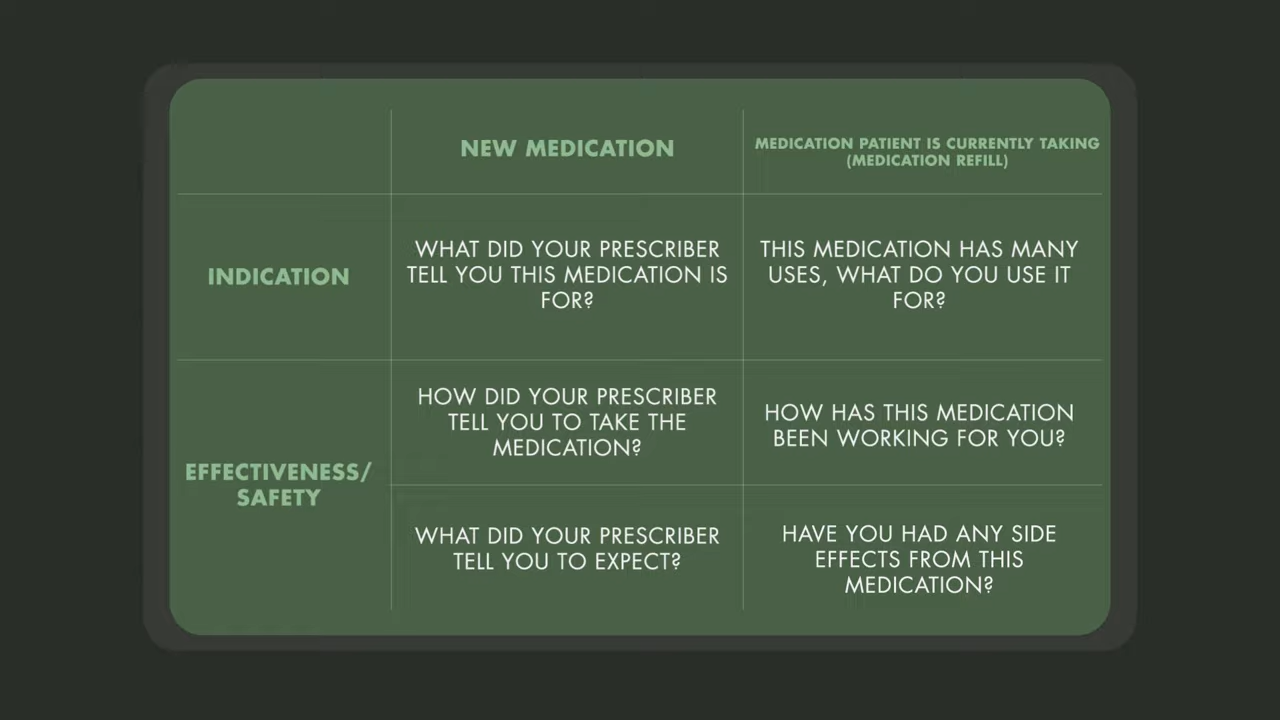 NEW MEDICATION
MEDICATION PATIENT IS CURRENTLY TAKING
(MEDICATION REFILL)
INDICATION
WHAT DID YOUR PRESCRIBER
TELL YOU THIS MEDICATION IS
FOR?
THIS MEDICATION HAS MANY
USES, WHAT DO YOU USE IT
FOR?
EFFECTIVENESS/
SAFETY
HOW DID YOUR PRESCRIBER
TELL YOU TO TAKE THE
MEDICATION?
HOW HAS THIS MEDICATION
BEEN WORKING FOR YOU?
WHAT DID YOUR PRESCRIBER
TELL YOU TO EXPECT?
HAVE YOU HAD ANY SIDE
EFFECTS FROM THIS
MEDICATION?